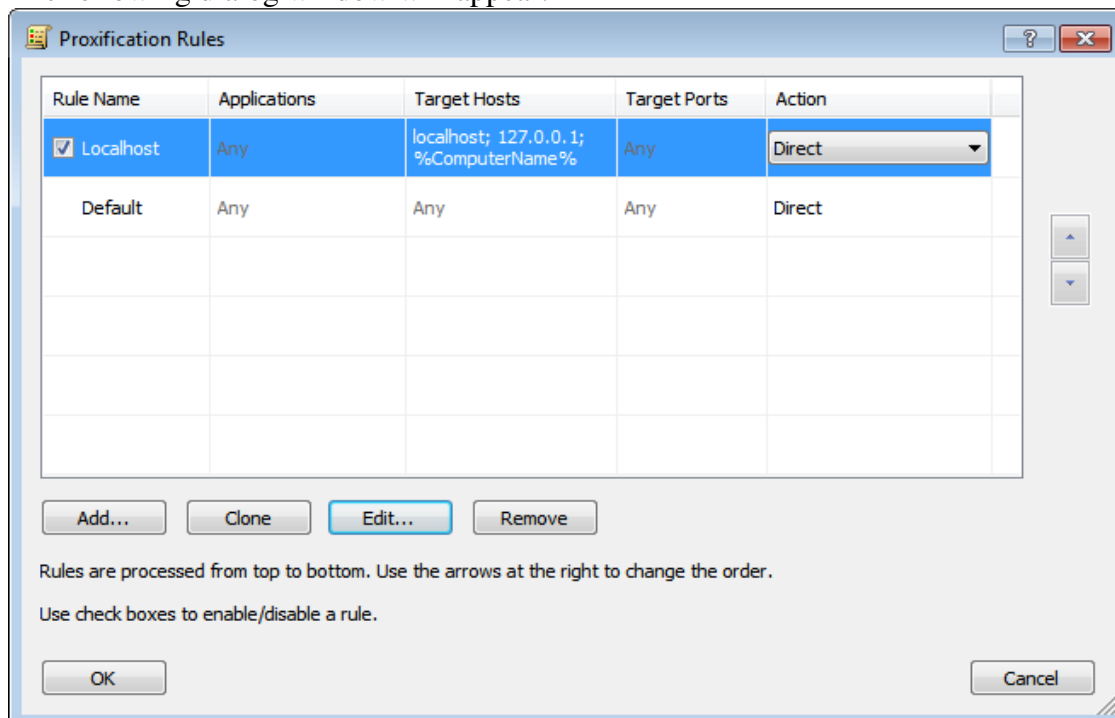 Proxification Rules
Rule Name Applications Target Hosts Target Ports Action
Localhost Any localhost; 127.0.0.1; %ComputerName% Any Direct
Default Any Any Any Direct
Add... Clone Edit... Remove
Rules are processed from top to bottom. Use the arrows at the right to change the order.
Use check boxes to enable/disable a rule.
OK Cancel